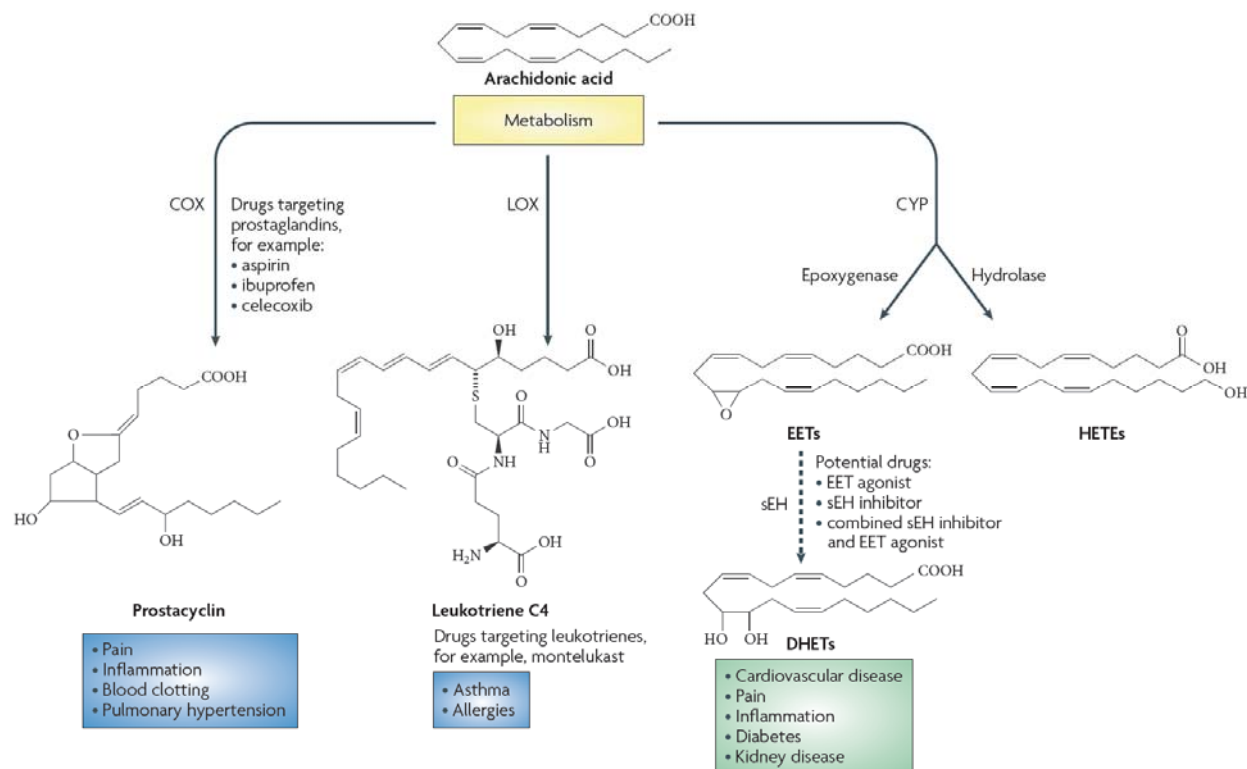 COOH
Arachidonic acid
Metabolism
COX
Drugs targeting
prostaglandins,
for example:
• aspirin
• ibuprofen
• celecoxib
LOX
CYP
Epoxygenase
Hydrolase
COOH
O
HO
OH
Prostacyclin
• Pain
• Inflammation
• Blood clotting
• Pulmonary hypertension
OH
O
OH
S
O
O
N
H
OH
O
NH
H₂N
OH
O
Leukotriene C4
Drugs targeting leukotrienes,
for example, montelukast
• Asthma
• Allergies
COOH
O
EETs
O
OH
OH
HETEs
sEH
Potential drugs:
• EET agonist
• sEH inhibitor
• combined sEH inhibitor
and EET agonist
COOH
HO
OH
DHETs
• Cardiovascular disease
• Pain
• Inflammation
• Diabetes
• Kidney disease